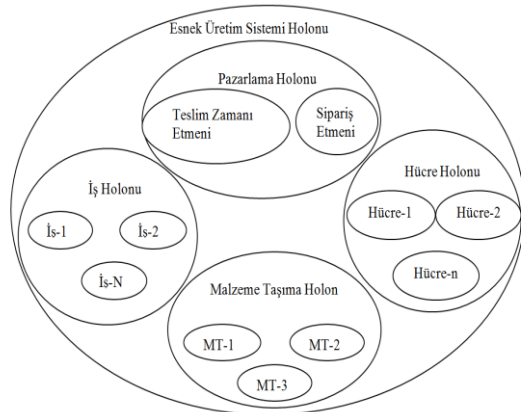 Esnek Üretim Sistemi Holonu
Pazarlama Holonu
Teslim Zamanı
Etmeni
Sipariş
Etmeni
İş Holonu
İs-1
İs-2
İs-N
Hücre Holonu
Hücre-1
Hücre-2
Hücre-n
Malzeme Taşıma Holon
MT-1
MT-2
MT-3